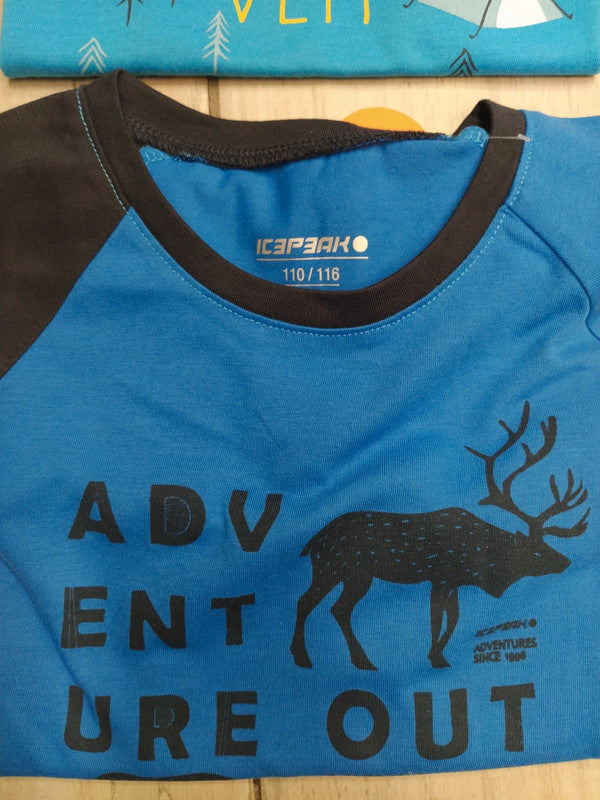 ICEPEAK
110 / 116
ADV
ENT
URE OUT
ICEPEAK
ADVENTURES
SINCE 1996